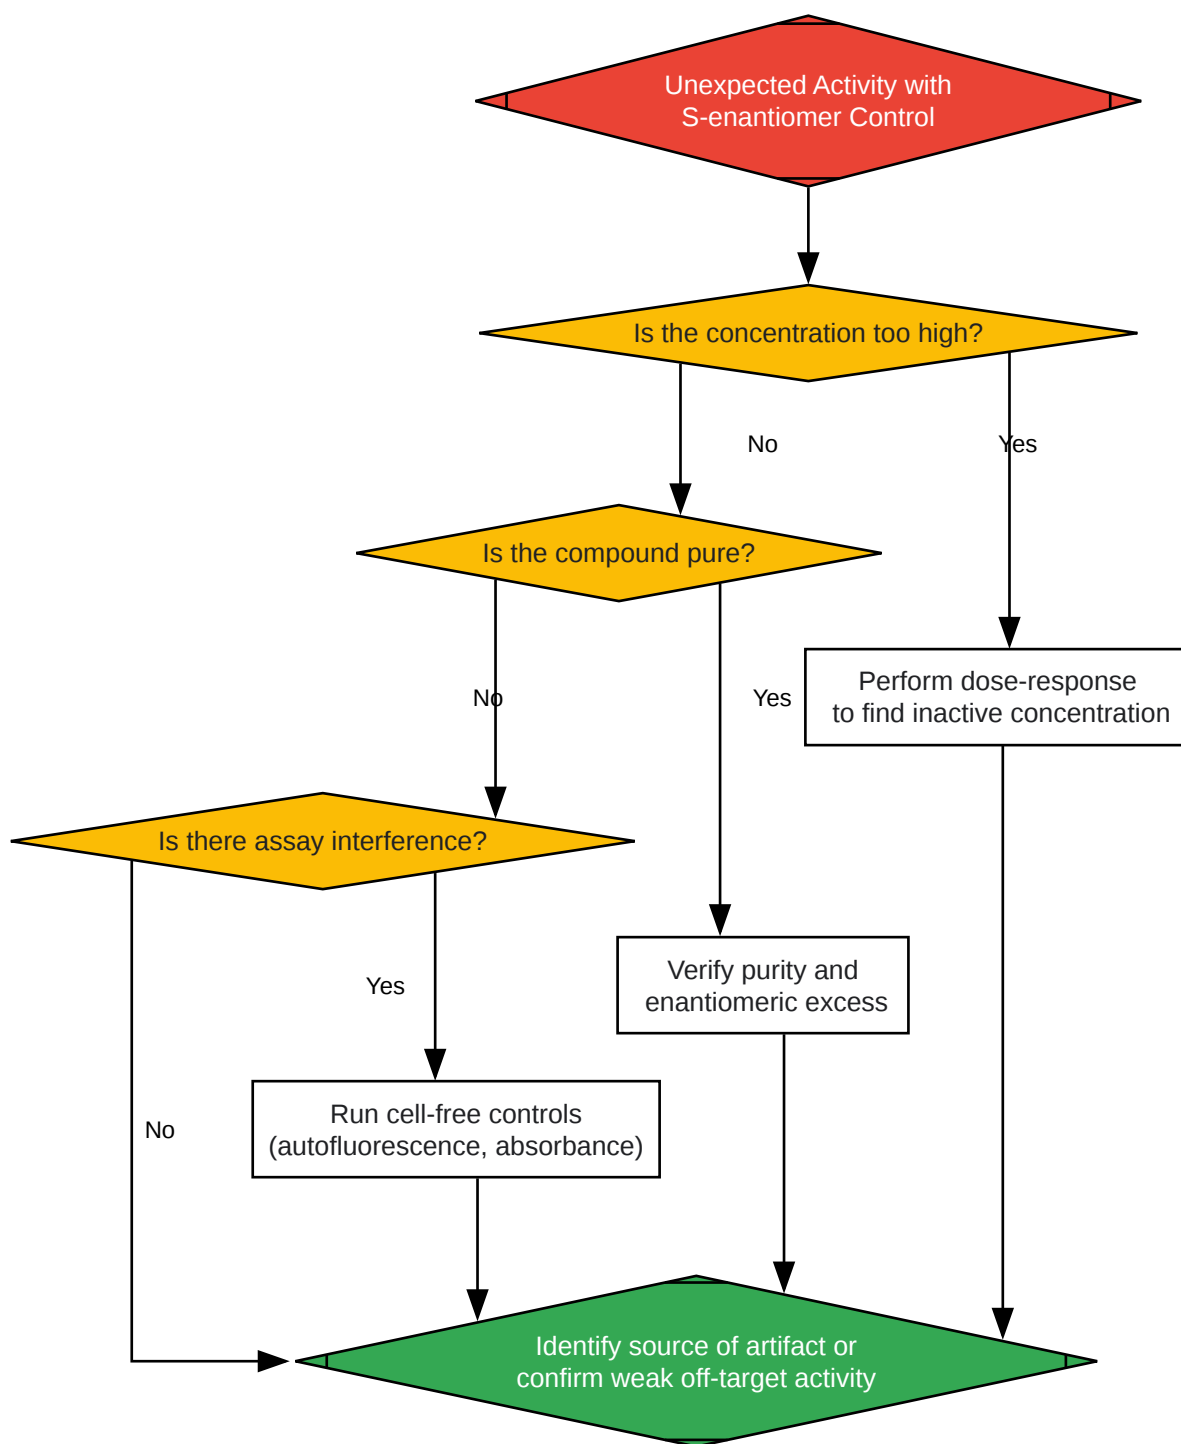 Unexpected Activity with
S-enantiomer Control
Is the concentration too high?
No
Yes
Is the compound pure?
Perform dose-response
to find inactive concentration
No
Yes
Is there assay interference?
Verify purity and
enantiomeric excess
Yes
Run cell-free controls
(autofluorescence, absorbance)
No
Identify source of artifact or
confirm weak off-target activity